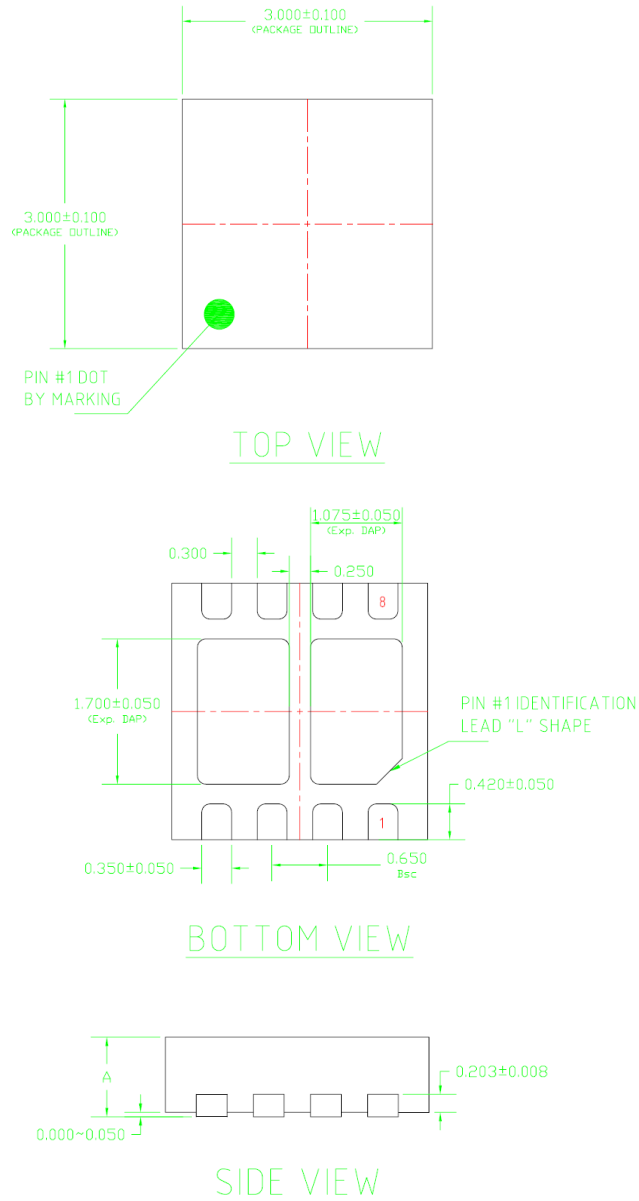 3.000±0.100
(PACKAGE OUTLINE)
3.000±0.100
(PACKAGE OUTLINE)
PIN #1 DOT
BY MARKING
TOP VIEW
1.075±0.050
(Exp. DAP)
0.300
0.250
8
1.700±0.050
(Exp. DAP)
PIN #1 IDENTIFICATION
LEAD "L" SHAPE
0.420±0.050
1
0.350±0.050
0.650
Bsc
BOTTOM VIEW
A
0.203±0.008
0.000~0.050
SIDE VIEW